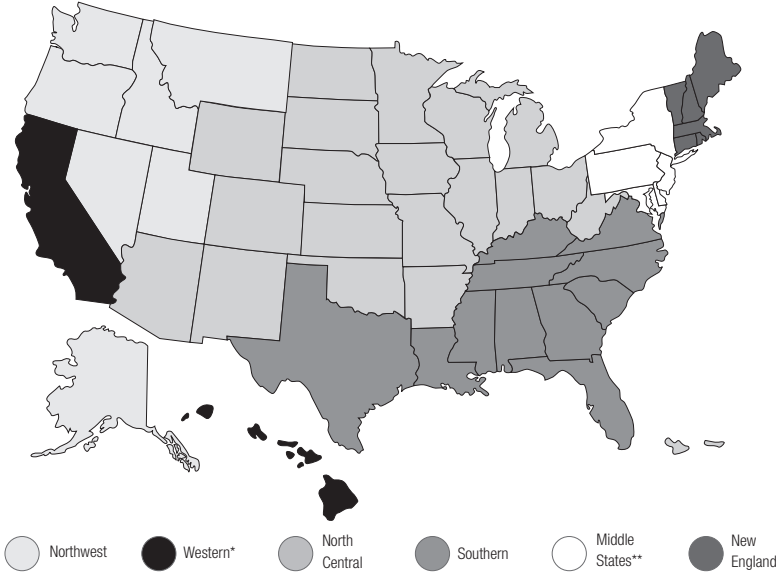 Northwest
Western*
North
Central
Southern
Middle
States**
New
England